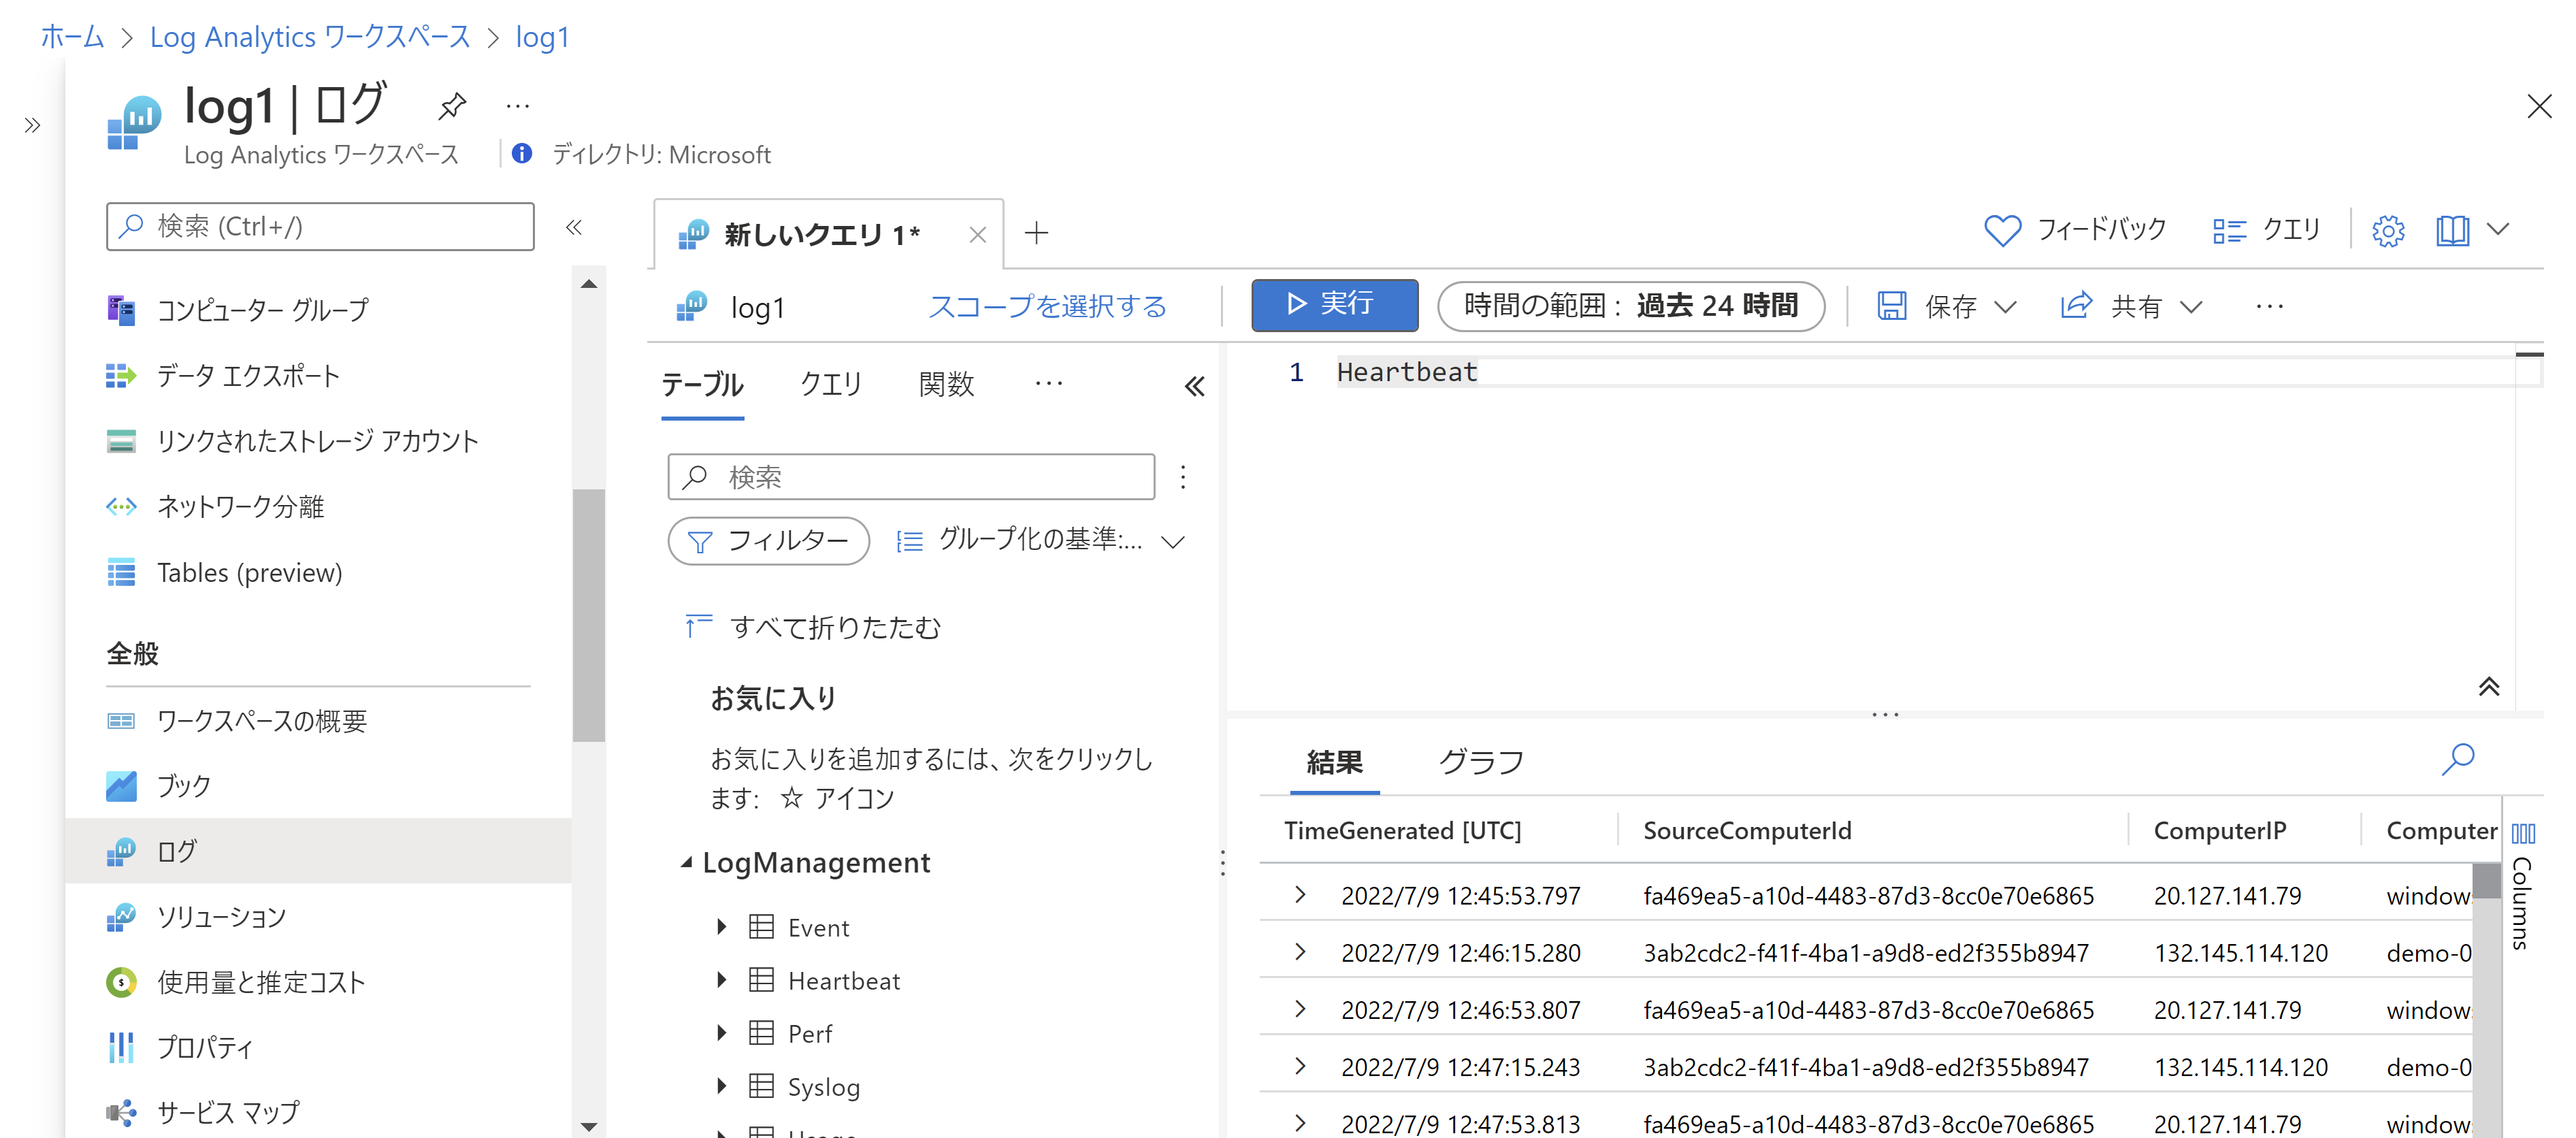 ホーム > Log Analytics ワークスペース > log1
log1 | ログ ...
Log Analytics ワークスペース
ディレクトリ: Microsoft
検索 (Ctrl+/)
コンピューター グループ
データ エクスポート
リンクされたストレージ アカウント
ネットワーク分離
Tables (preview)
全般
ワークスペースの概要
ブック
ログ
ソリューション
使用量と推定コスト
プロパティ
サービス マップ
新しいクエリ 1*
フィードバック
クエリ
log1
スコープを選択する
実行
時間の範囲 : 過去 24 時間
保存
共有
...
テーブル クエリ 関数 ...
検索
フィルター
グループ化の基準:...
すべて折りたたむ
お気に入り
お気に入りを追加するには、次をクリックし
ます: ☆ アイコン
LogManagement
Event
Heartbeat
Perf
Syslog
1 Heartbeat
結果 グラフ
TimeGenerated [UTC] SourceComputerId ComputerIP Computer
2022/7/9 12:45:53.797 fa469ea5-a10d-4483-87d3-8cc0e70e6865 20.127.141.79 window
2022/7/9 12:46:15.280 3ab2cdc2-f41f-4ba1-a9d8-ed2f355b8947 132.145.114.120 demo-0
2022/7/9 12:46:53.807 fa469ea5-a10d-4483-87d3-8cc0e70e6865 20.127.141.79 window
2022/7/9 12:47:15.243 3ab2cdc2-f41f-4ba1-a9d8-ed2f355b8947 132.145.114.120 demo-0
2022/7/9 12:47:53.813 fa469ea5-a10d-4483-87d3-8cc0e70e6865 20.127.141.79 window
Columns